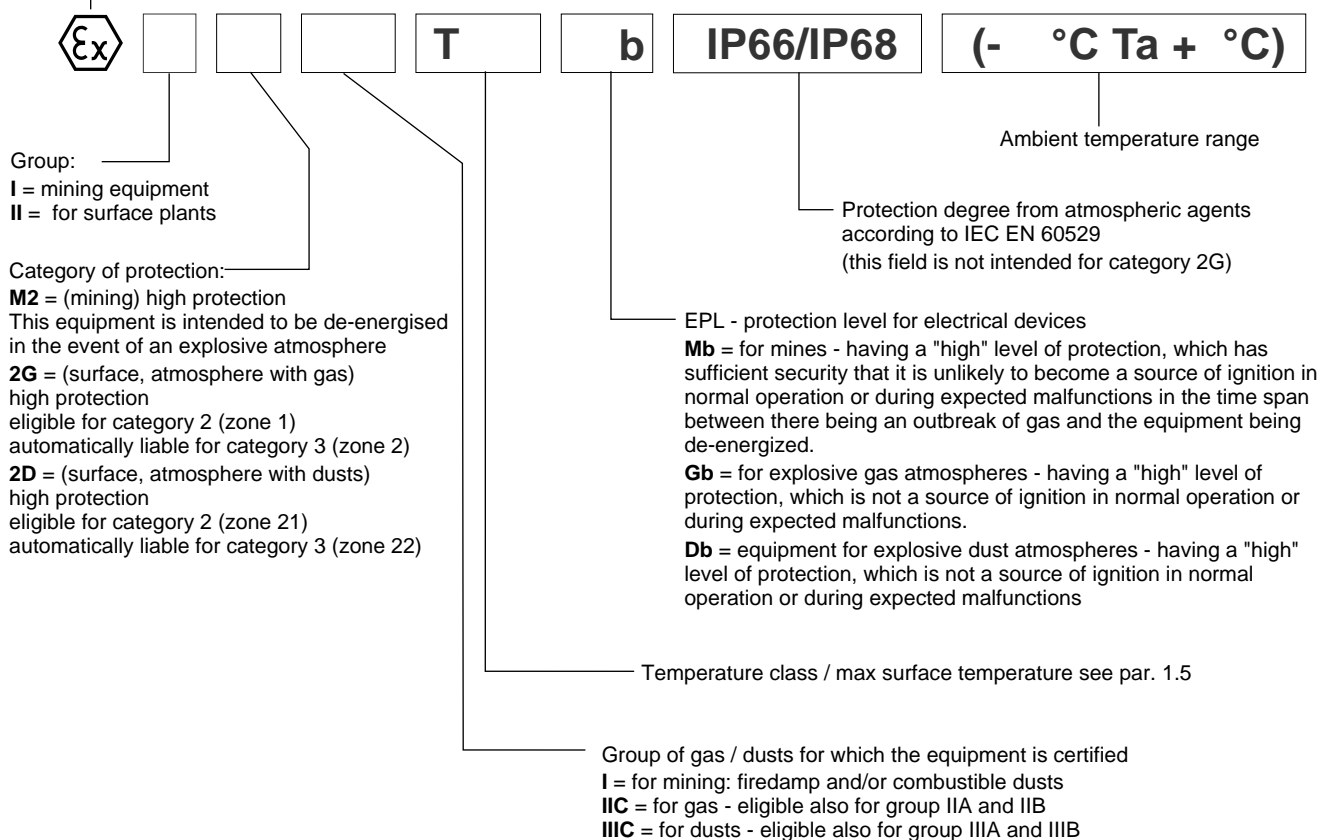 Ex T b IP66/IP68 (- °C Ta + °C)
Group:
I = mining equipment
II = for surface plants
Category of protection:
M2 = (mining) high protection
This equipment is intended to be de-energised
in the event of an explosive atmosphere
2G = (surface, atmosphere with gas)
high protection
eligible for category 2 (zone 1)
automatically liable for category 3 (zone 2)
2D = (surface, atmosphere with dusts)
high protection
eligible for category 2 (zone 21)
automatically liable for category 3 (zone 22)
Ambient temperature range
Protection degree from atmospheric agents
according to IEC EN 60529
(this field is not intended for category 2G)
EPL - protection level for electrical devices
Mb = for mines - having a "high" level of protection, which has
sufficient security that it is unlikely to become a source of ignition in
normal operation or during expected malfunctions in the time span
between there being an outbreak of gas and the equipment being
de-energized.
Gb = for explosive gas atmospheres - having a "high" level of
protection, which is not a source of ignition in normal operation or
during expected malfunctions.
Db = equipment for explosive dust atmospheres - having a "high"
level of protection, which is not a source of ignition in normal
operation or during expected malfunctions
Temperature class / max surface temperature see par. 1.5
Group of gas / dusts for which the equipment is certified
I = for mining: firedamp and/or combustible dusts
IIC = for gas - eligible also for group IIA and IIB
IIIC = for dusts - eligible also for group IIIA and IIIB